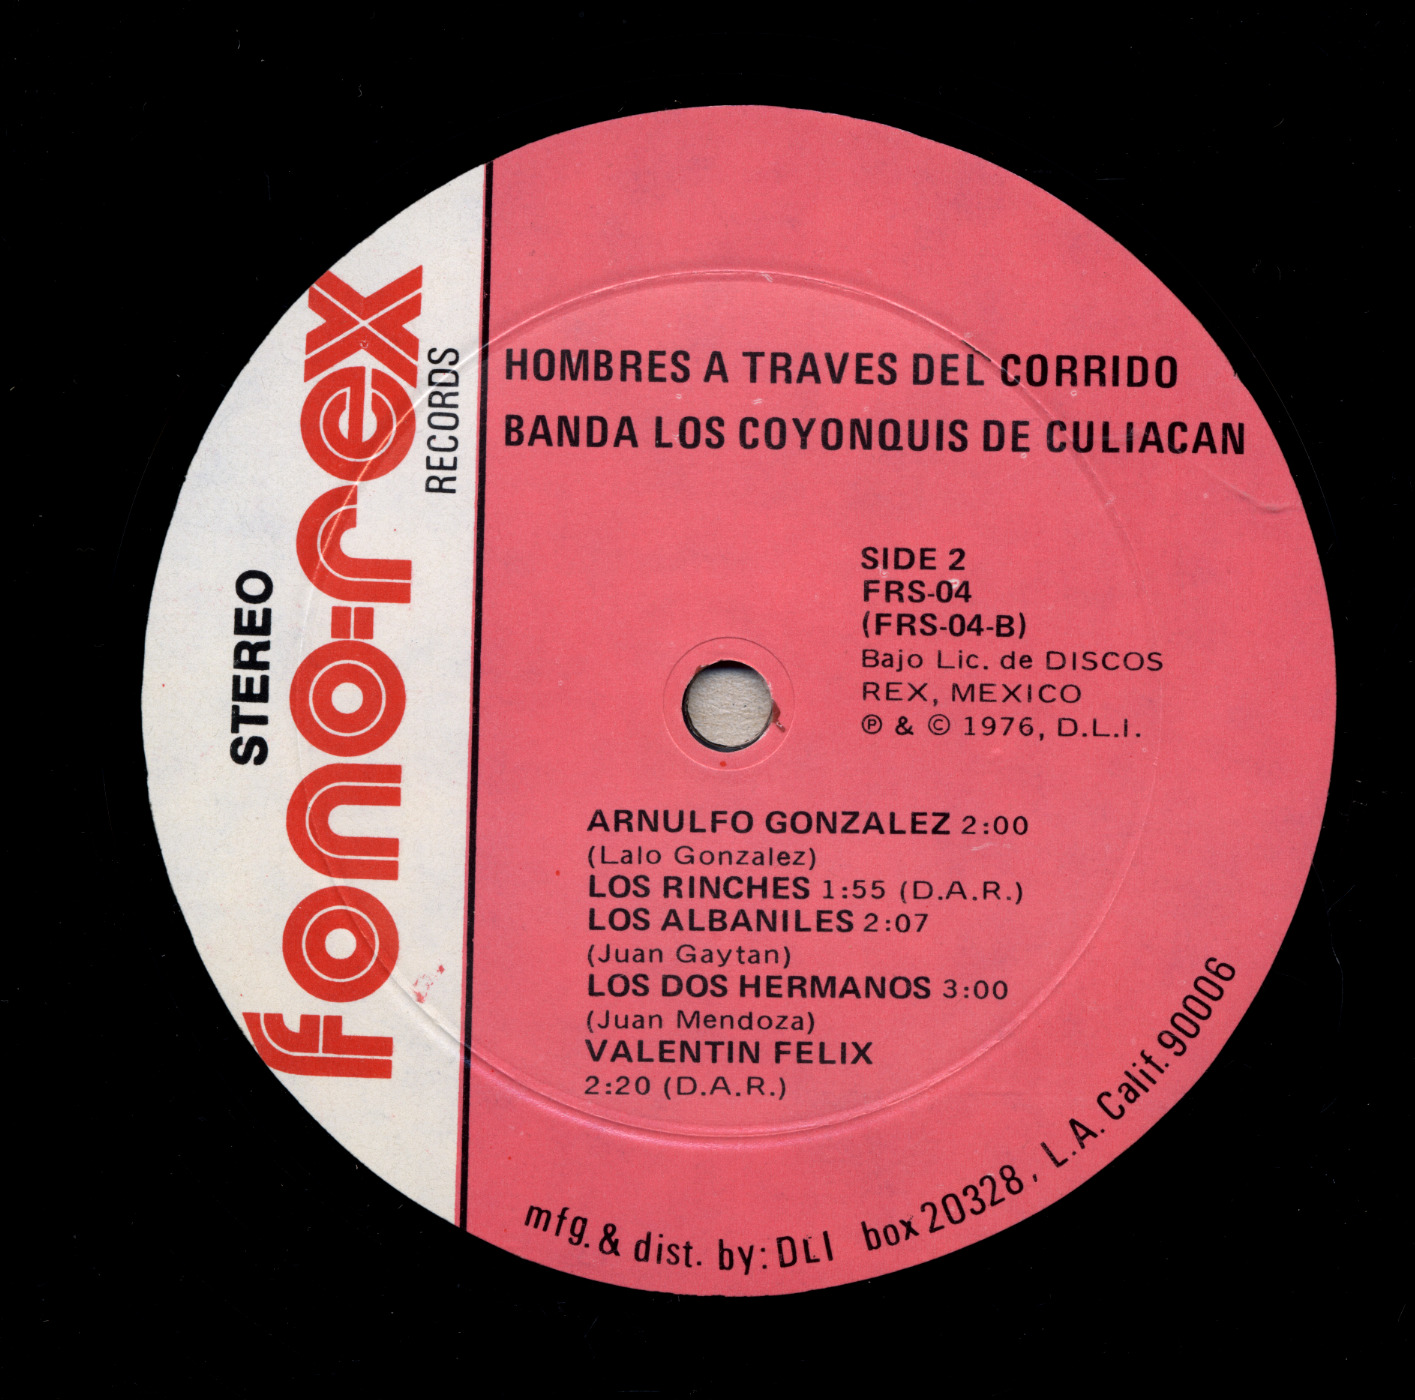 STEREO
fono-rex
RECORDS
HOMBRES A TRAVES DEL CORRIDO
BANDA LOS COYONQUIS DE CULIACAN
SIDE 2
FRS-04
(FRS-04-B)
Bajo Lic. de DISCOS
REX, MEXICO
℗ & © 1976, D.L.I.
ARNULFO GONZALEZ 2:00
(Lalo Gonzalez)
LOS RINCHES 1:55 (D.A.R.)
LOS ALBANILES 2:07
(Juan Gaytan)
LOS DOS HERMANOS 3:00
(Juan Mendoza)
VALENTIN FELIX
2:20 (D.A.R.)
mfg. & dist. by: DLI box 20328, L.A. Calif. 90006